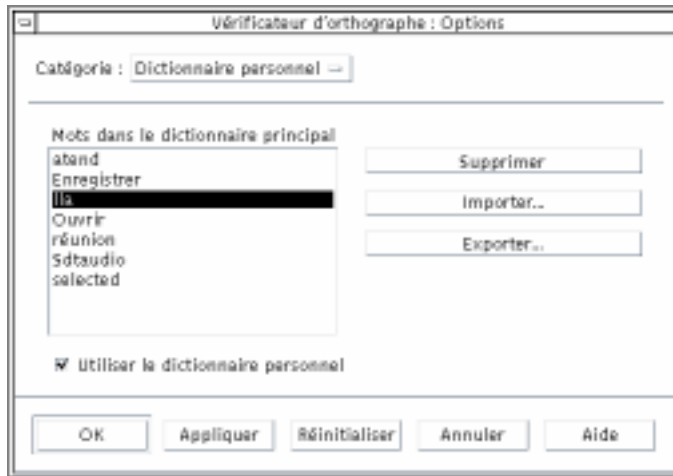 Vérificateur d'orthographe : Options
Catégorie : Dictionnaire personnel
Mots dans le dictionnaire principal
atend
Enregistrer
lla
Ouvrir
réunion
Sdtaudio
selected
Supprimer
Importer...
Exporter...
Utiliser le dictionnaire personnel
OK Appliquer Réinitialiser Annuler Aide